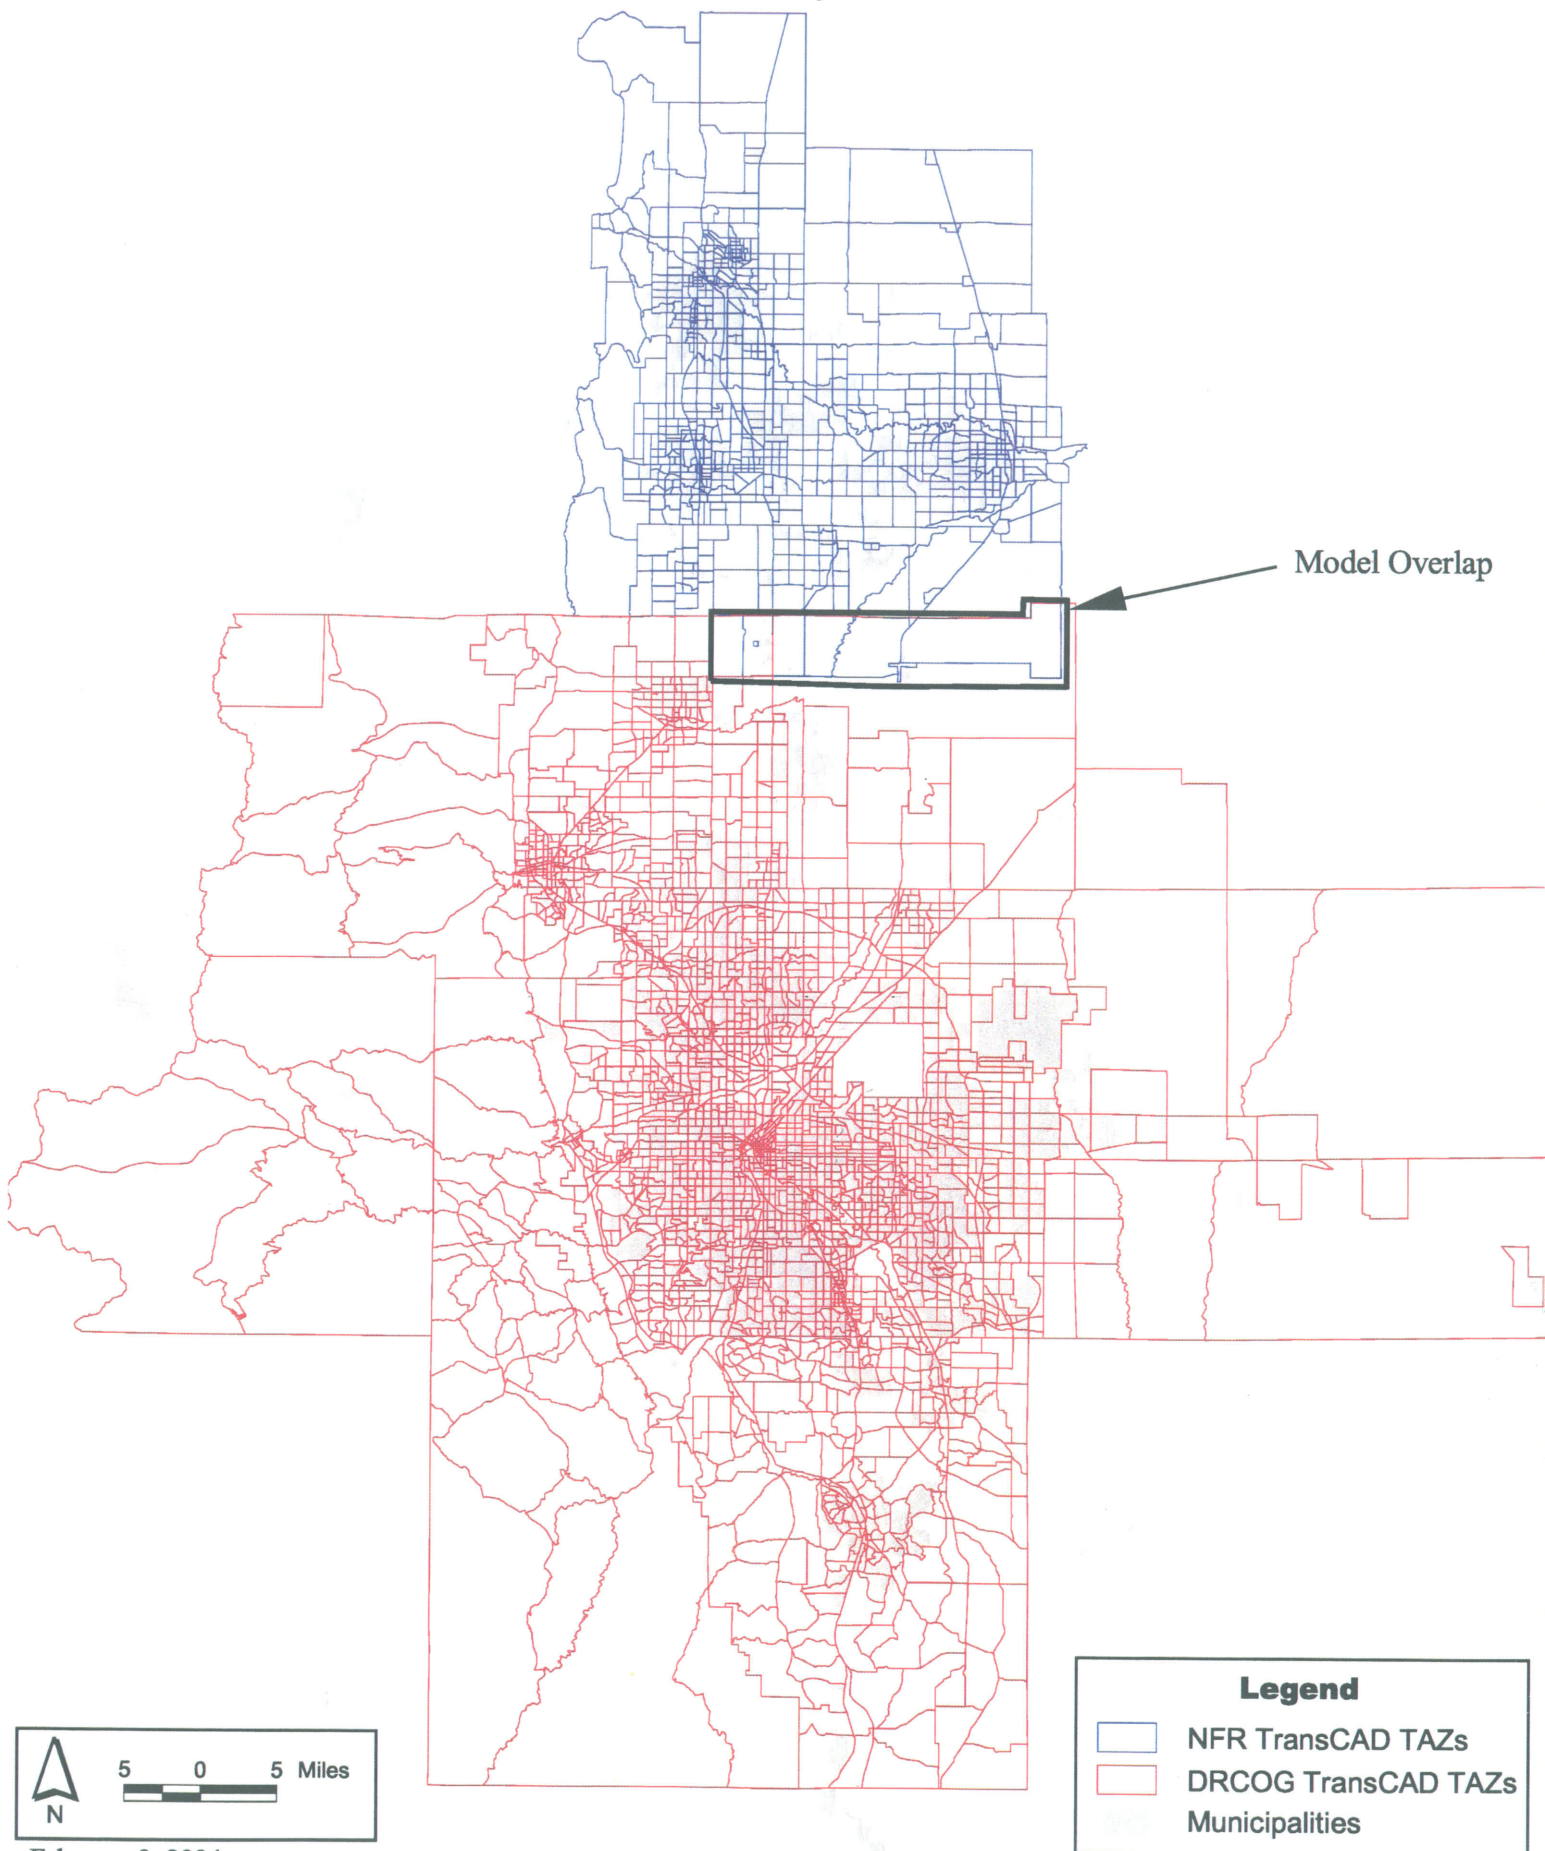 Model Overlap
Legend
NFR TransCAD TAZs
DRCOG TransCAD TAZs
Municipalities
5 0 5 Miles
N